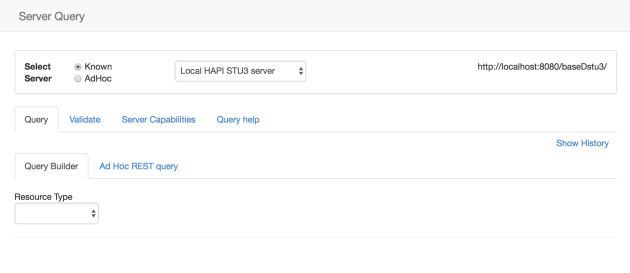 Server Query
Select Server
Known
AdHoc
Local HAPI STU3 server
http://localhost:8080/baseDstu3/
Query Validate Server Capabilities Query help
Show History
Query Builder Ad Hoc REST query
Resource Type